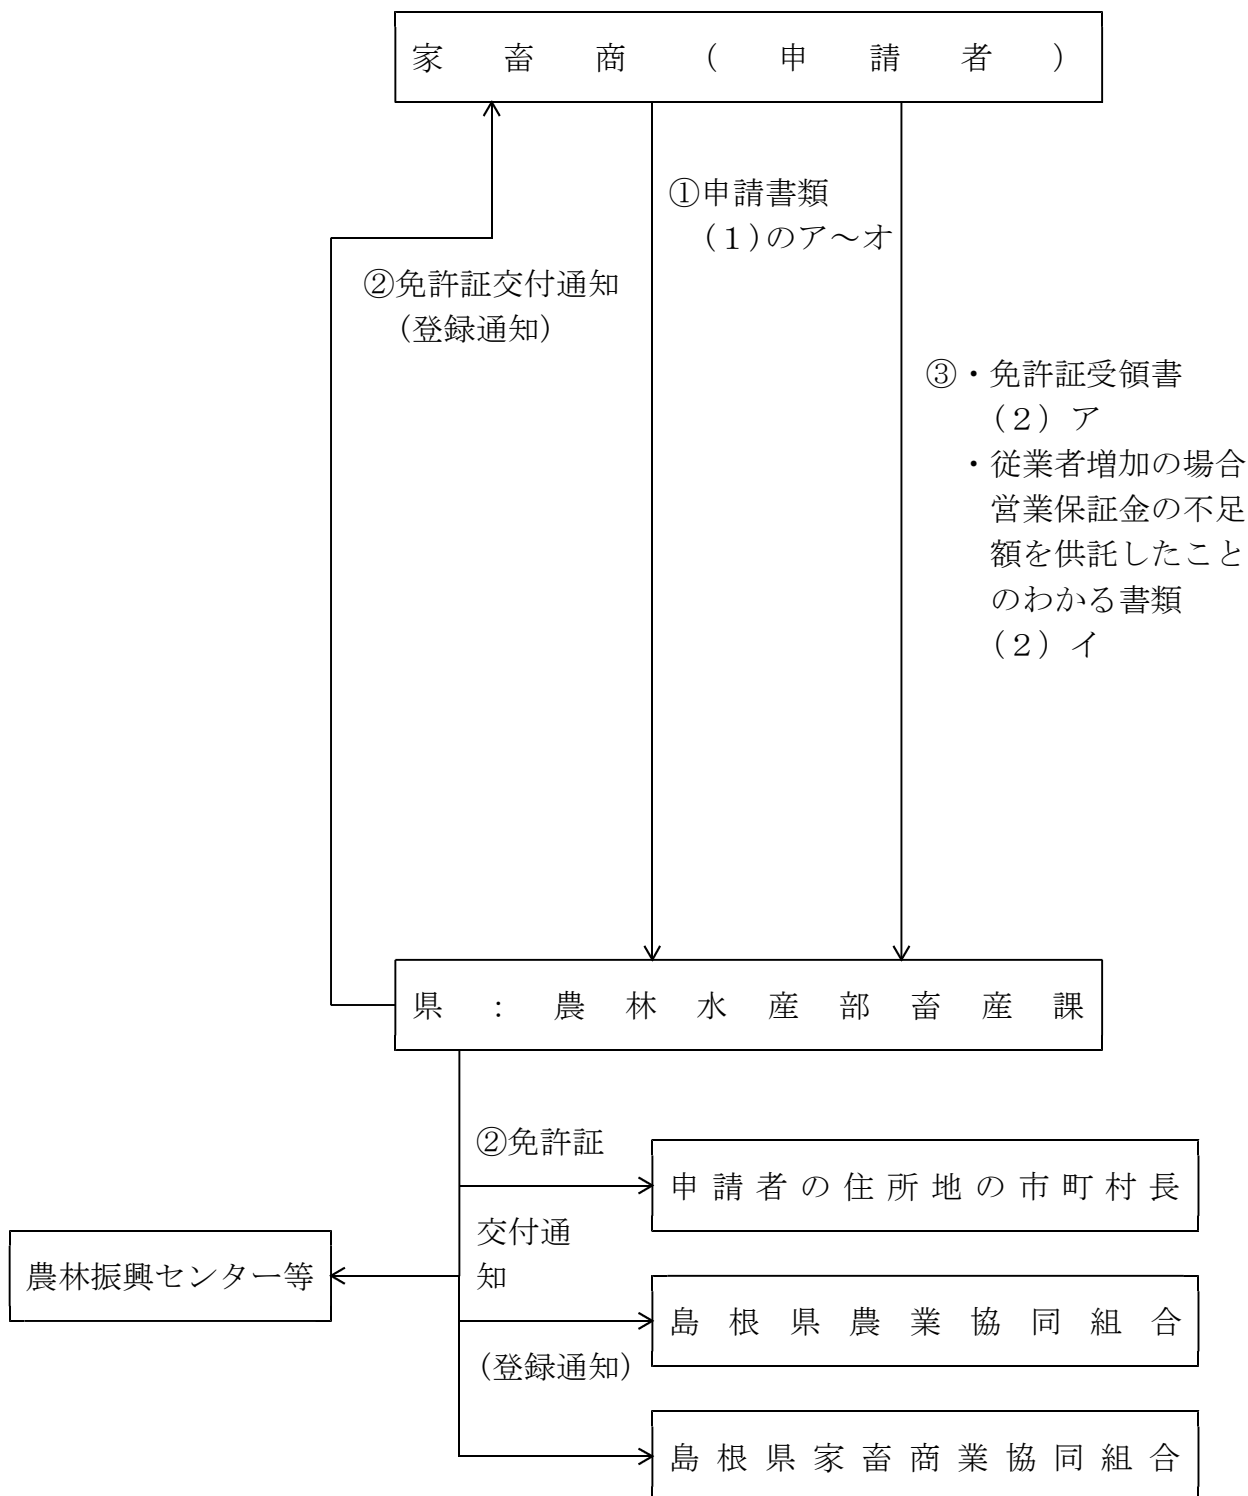 家畜商(申請者)
①申請書類
(1)のア～オ
②免許証交付通知
(登録通知)
③・免許証受領書
(2)ア
・従業者増加の場合
営業保証金の不足
額を供託したこと
のわかる書類
(2)イ
県：農林水産部畜産課
②免許証
申請者の住所地の市町村長
交付通
知
農林振興センター等
島根県農業協同組合
(登録通知)
島根県家畜商業協同組合